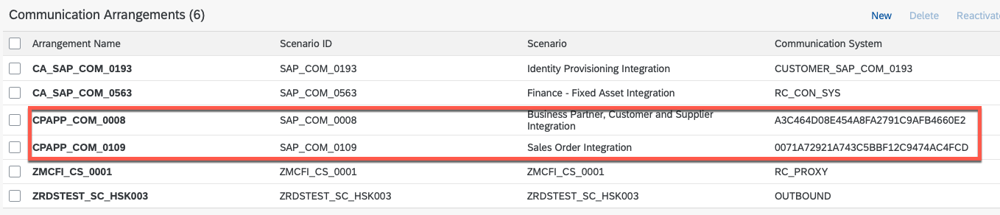 Communication Arrangements (6)
New Delete Reactivate
Arrangement Name Scenario ID Scenario Communication System
CA_SAP_COM_0193 SAP_COM_0193 Identity Provisioning Integration CUSTOMER_SAP_COM_0193
CA_SAP_COM_0563 SAP_COM_0563 Finance - Fixed Asset Integration RC_CON_SYS
CPAPP_COM_0008 SAP_COM_0008 Business Partner, Customer and Supplier
Integration A3C464D08E454A8FA2791C9AFB4660E2
CPAPP_COM_0109 SAP_COM_0109 Sales Order Integration 0071A72921A743C5BBF12C9474AC4FCD
ZMCFI_CS_0001 ZMCFI_CS_0001 ZMCFI_CS_0001 RC_PROXY
ZRDSTEST_SC_HSK003 ZRDSTEST_SC_HSK003 ZRDSTEST_SC_HSK003 OUTBOUND